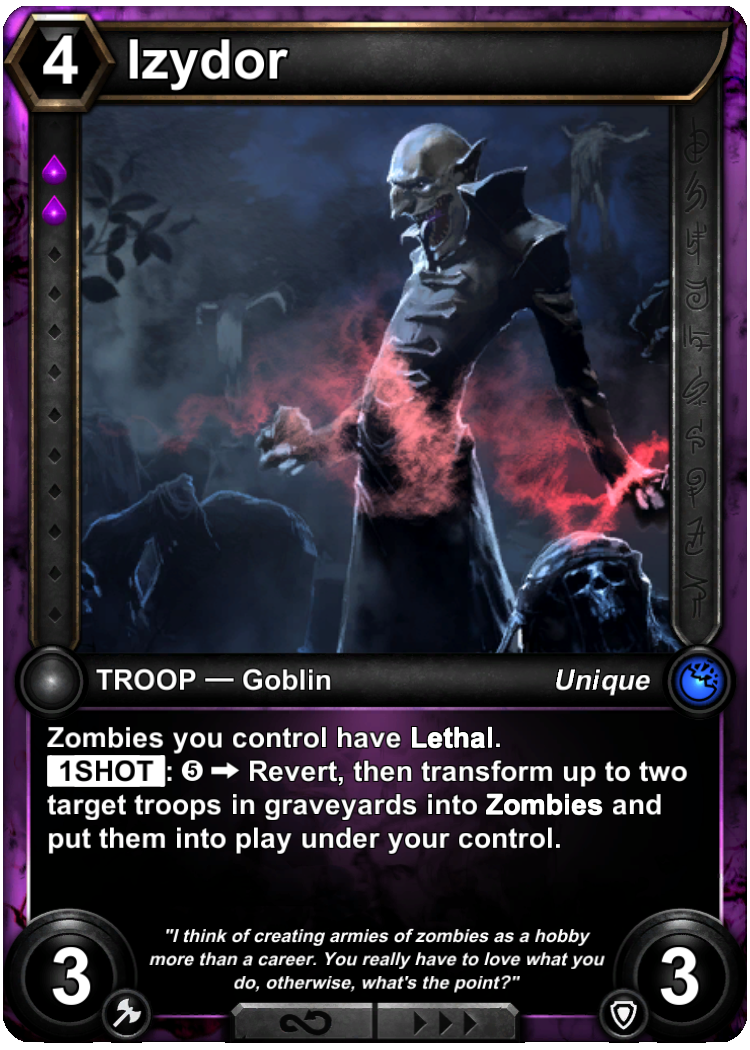 4
Izydor
TROOP — Goblin
Unique
Zombies you control have Lethal.
1SHOT : ❺ ➡ Revert, then transform up to two
target troops in graveyards into Zombies and
put them into play under your control.
"I think of creating armies of zombies as a hobby
more than a career. You really have to love what you
do, otherwise, what's the point?"
3
3